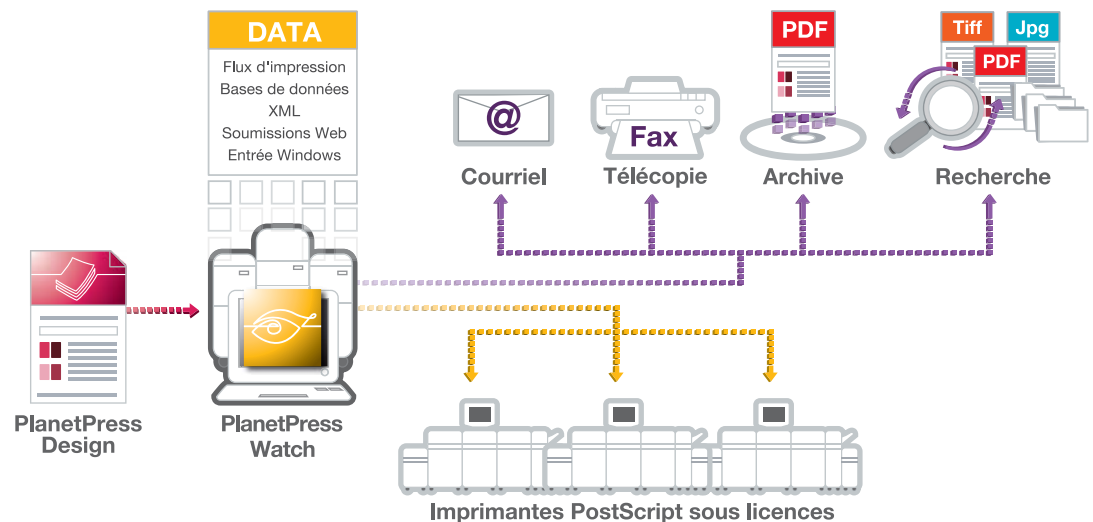 DATA
Flux d'impression
Bases de données
XML
Soumissions Web
Entrée Windows
@
Courriel
Fax
Télécopie
PDF
Archive
Tiff
Jpg
PDF
Recherche
PlanetPress
Design
PlanetPress
Watch
Imprimantes PostScript sous licences